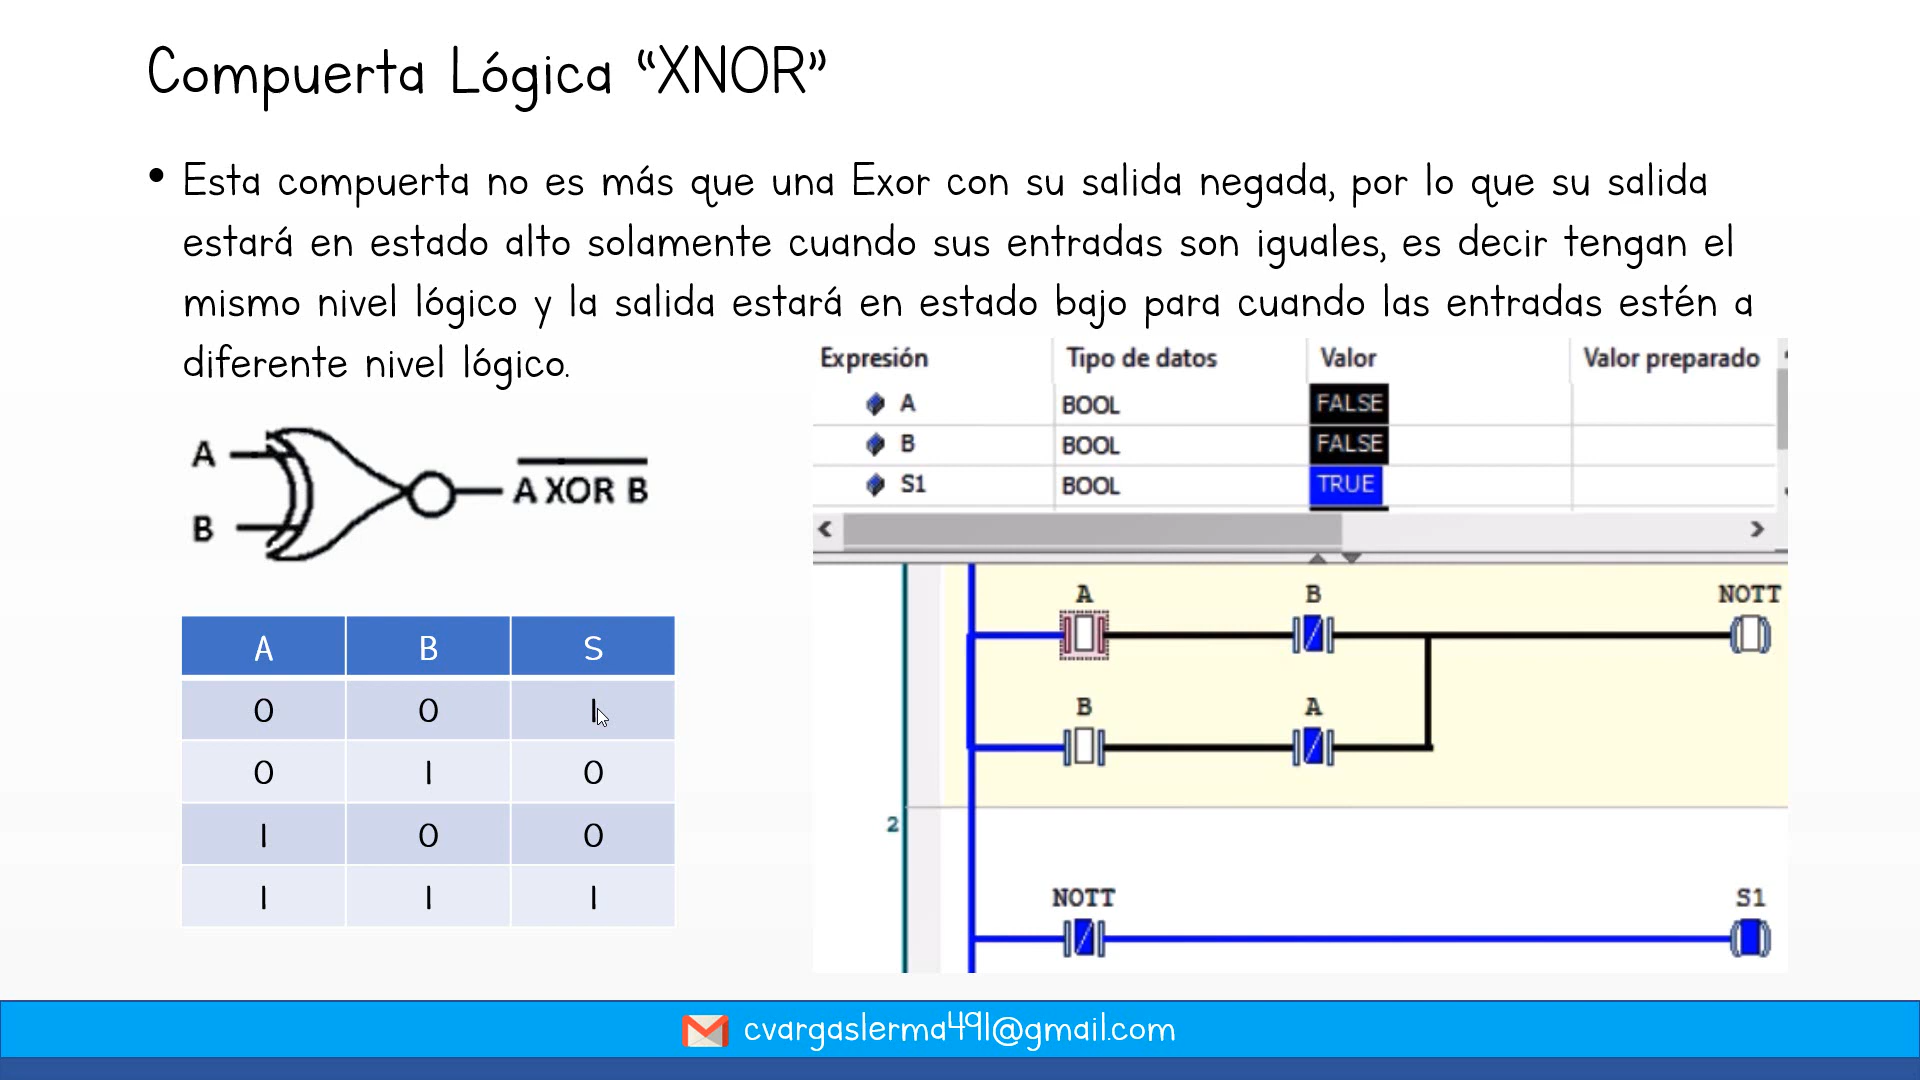 Compuerta Lógica “XNOR”
• Esta compuerta no es más que una Exor con su salida negada, por lo que su salida
estará en estado alto solamente cuando sus entradas son iguales, es decir tengan el
mismo nivel lógico y la salida estará en estado bajo para cuando las entradas estén a
diferente nivel lógico.
A
B
A XOR B
A B S
0 0 1
0 1 0
1 0 0
1 1 1
Expresión Tipo de datos Valor Valor preparado
A BOOL FALSE
B BOOL FALSE
S1 BOOL TRUE
A B NOTT
B A
2
NOTT S1
cvargaslerma491@gmail.com